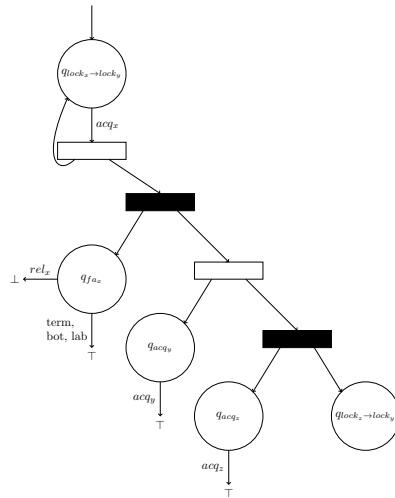 q_{lock_x→lock_y}
acq_x
rel_x
⊥
q_{fa_x}
term,
bot, lab
⊤
q_{acq_y}
acq_y
⊤
q_{acq_z}
q_{lock_z→lock_y}
acq_z
⊤